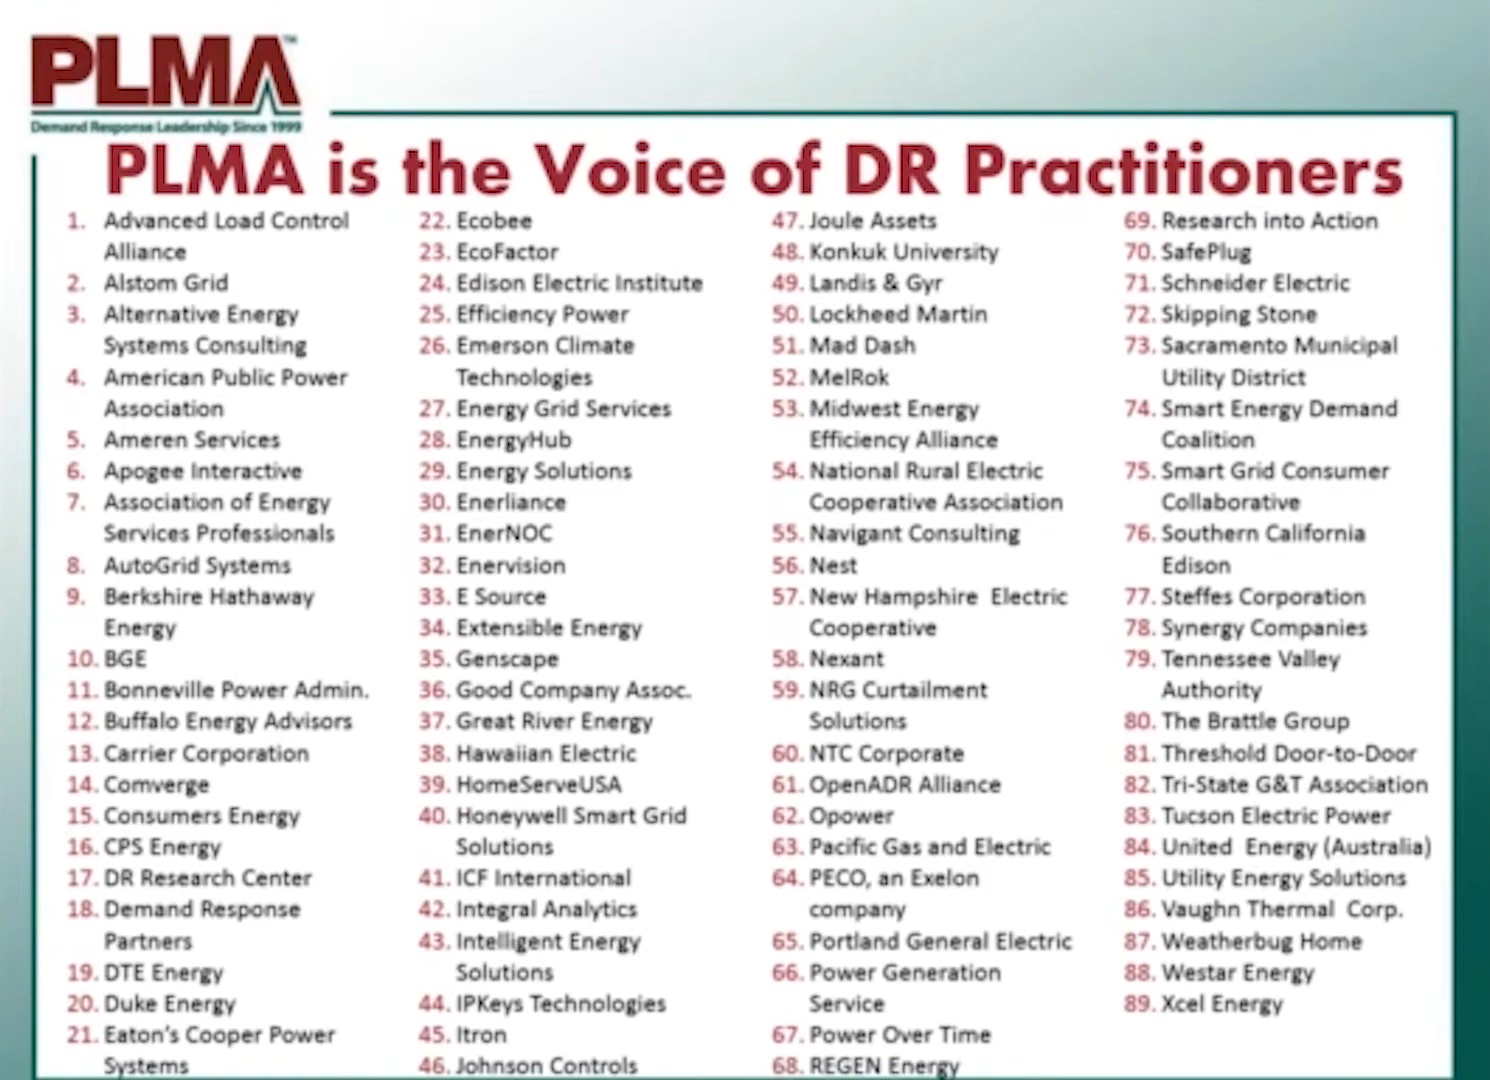 PLMA™
Demand Response Leadership Since 1999
PLMA is the Voice of DR Practitioners
1. Advanced Load Control
Alliance
2. Alstom Grid
3. Alternative Energy
Systems Consulting
4. American Public Power
Association
5. Ameren Services
6. Apogee Interactive
7. Association of Energy
Services Professionals
8. AutoGrid Systems
9. Berkshire Hathaway
Energy
10. BGE
11. Bonneville Power Admin.
12. Buffalo Energy Advisors
13. Carrier Corporation
14. Comverge
15. Consumers Energy
16. CPS Energy
17. DR Research Center
18. Demand Response
Partners
19. DTE Energy
20. Duke Energy
21. Eaton's Cooper Power
Systems
22. Ecobee
23. EcoFactor
24. Edison Electric Institute
25. Efficiency Power
26. Emerson Climate
Technologies
27. Energy Grid Services
28. EnergyHub
29. Energy Solutions
30. Enerliance
31. EnerNOC
32. Enervision
33. E Source
34. Extensible Energy
35. Genscape
36. Good Company Assoc.
37. Great River Energy
38. Hawaiian Electric
39. HomeServeUSA
40. Honeywell Smart Grid
Solutions
41. ICF International
42. Integral Analytics
43. Intelligent Energy
Solutions
44. IPKeys Technologies
45. Itron
46. Johnson Controls
47. Joule Assets
48. Konkuk University
49. Landis & Gyr
50. Lockheed Martin
51. Mad Dash
52. MelRok
53. Midwest Energy
Efficiency Alliance
54. National Rural Electric
Cooperative Association
55. Navigant Consulting
56. Nest
57. New Hampshire Electric
Cooperative
58. Nexant
59. NRG Curtailment
Solutions
60. NTC Corporate
61. OpenADR Alliance
62. Opower
63. Pacific Gas and Electric
64. PECO, an Exelon
company
65. Portland General Electric
66. Power Generation
Service
67. Power Over Time
68. REGEN Energy
69. Research into Action
70. SafePlug
71. Schneider Electric
72. Skipping Stone
73. Sacramento Municipal
Utility District
74. Smart Energy Demand
Coalition
75. Smart Grid Consumer
Collaborative
76. Southern California
Edison
77. Steffes Corporation
78. Synergy Companies
79. Tennessee Valley
Authority
80. The Brattle Group
81. Threshold Door-to-Door
82. Tri-State G&T Association
83. Tucson Electric Power
84. United Energy (Australia)
85. Utility Energy Solutions
86. Vaughn Thermal Corp.
87. Weatherbug Home
88. Westar Energy
89. Xcel Energy